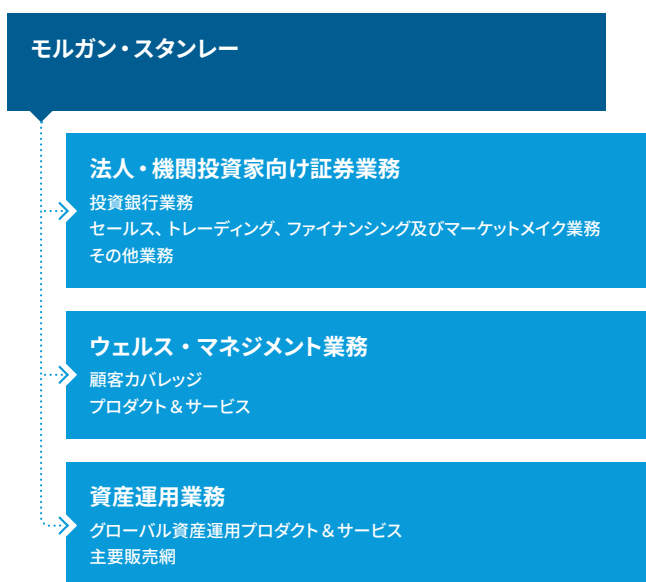 モルガン・スタンレー
法人・機関投資家向け証券業務
投資銀行業務
セールス、トレーディング、ファイナンシング及びマーケットメイク業務
その他業務
ウェルス・マネジメント業務
顧客カバレッジ
プロダクト＆サービス
資産運用業務
グローバル資産運用プロダクト＆サービス
主要販売網